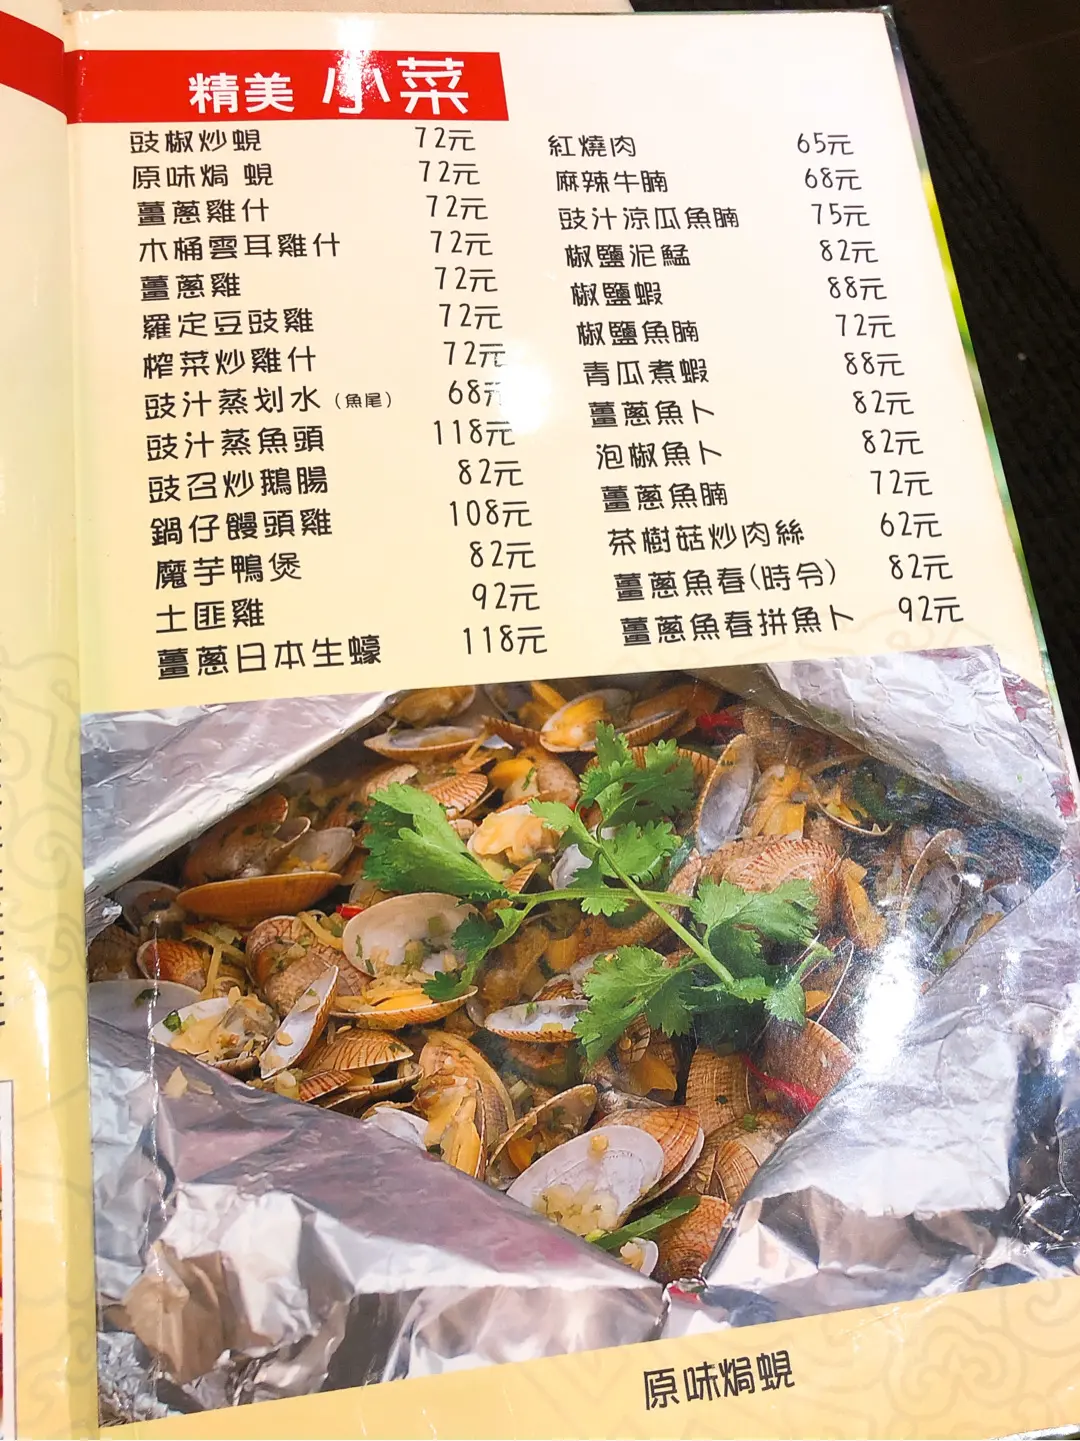 精美 小菜
豉椒炒蜆 72元
原味焗 蜆 72元
薑蔥雞什 72元
木桶雲耳雞什 72元
薑蔥雞 72元
羅定豆豉雞 72元
榨菜炒雞什 72元
豉汁蒸划水（魚尾） 68元
豉汁蒸魚頭 118元
豉召炒鵝腸 82元
鍋仔饅頭雞 108元
魔芋鴨煲 82元
土匪雞 92元
薑蔥日本生蠔 118元
紅燒肉 65元
麻辣牛腩 68元
豉汁涼瓜魚腩 75元
椒鹽泥鯭 82元
椒鹽蝦 88元
椒鹽魚腩 72元
青瓜煮蝦 88元
薑蔥魚卜 82元
泡椒魚卜 82元
薑蔥魚腩 72元
茶樹菇炒肉絲 62元
薑蔥魚春(時令) 82元
薑蔥魚春拼魚卜 92元
原味焗蜆